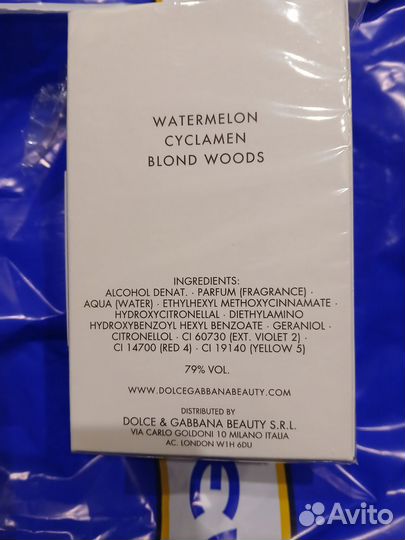 WATERMELON
CYCLAMEN
BLOND WOODS
INGREDIENTS:
ALCOHOL DENAT. · PARFUM (FRAGRANCE) ·
AQUA (WATER) · ETHYLHEXYL METHOXYCINNAMATE ·
HYDROXYCITRONELLAL · DIETHYLAMINO
HYDROXYBENZOYL HEXYL BENZOATE · GERANIOL ·
CITRONELLOL · CI 60730 (EXT. VIOLET 2) ·
CI 14700 (RED 4) · CI 19140 (YELLOW 5)
79% VOL.
WWW.DOLCEGABBANABEAUTY.COM
DISTRIBUTED BY
DOLCE & GABBANA BEAUTY S.R.L.
VIA CARLO GOLDONI 10 MILANO ITALIA
AC. LONDON W1H 6DU
Avito